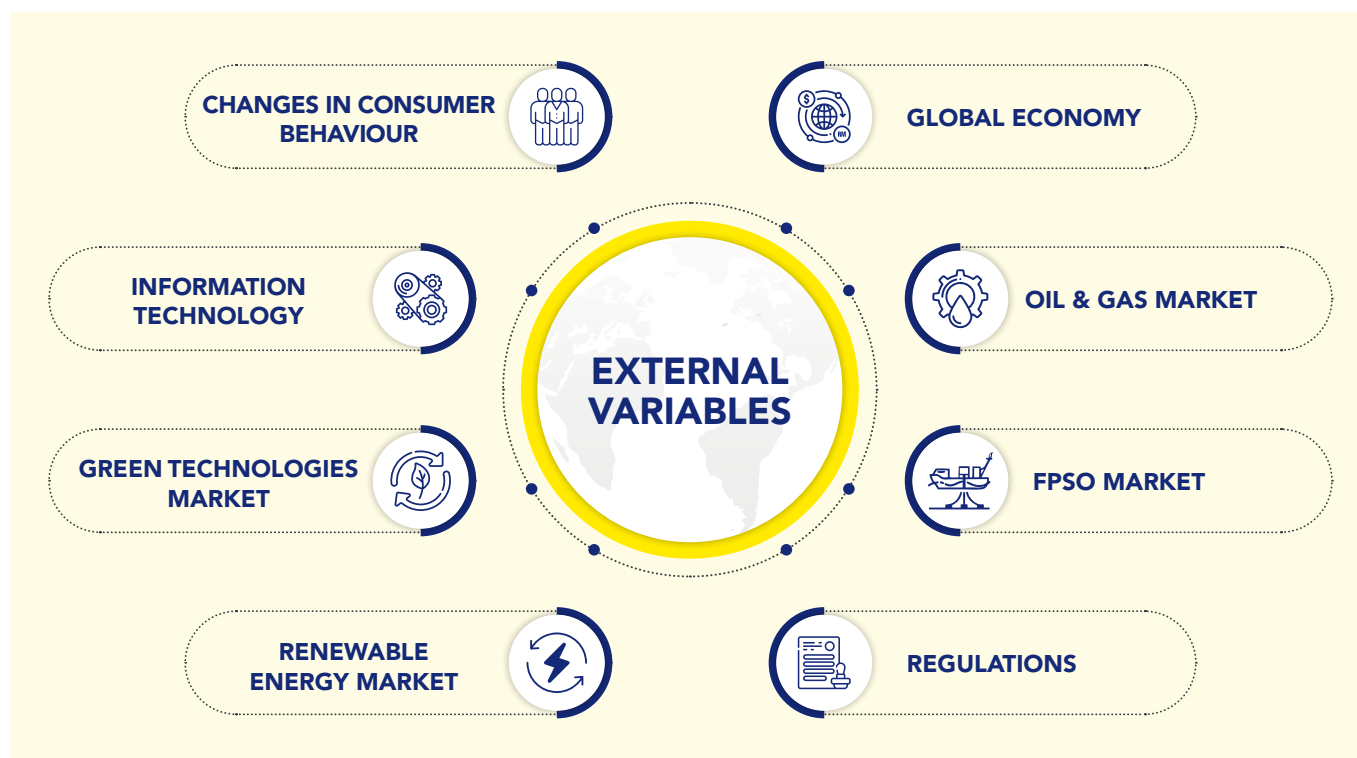 CHANGES IN CONSUMER
BEHAVIOUR
$
RM
GLOBAL ECONOMY
INFORMATION
TECHNOLOGY
OIL & GAS MARKET
EXTERNAL
VARIABLES
GREEN TECHNOLOGIES
MARKET
FPSO MARKET
RENEWABLE
ENERGY MARKET
REGULATIONS